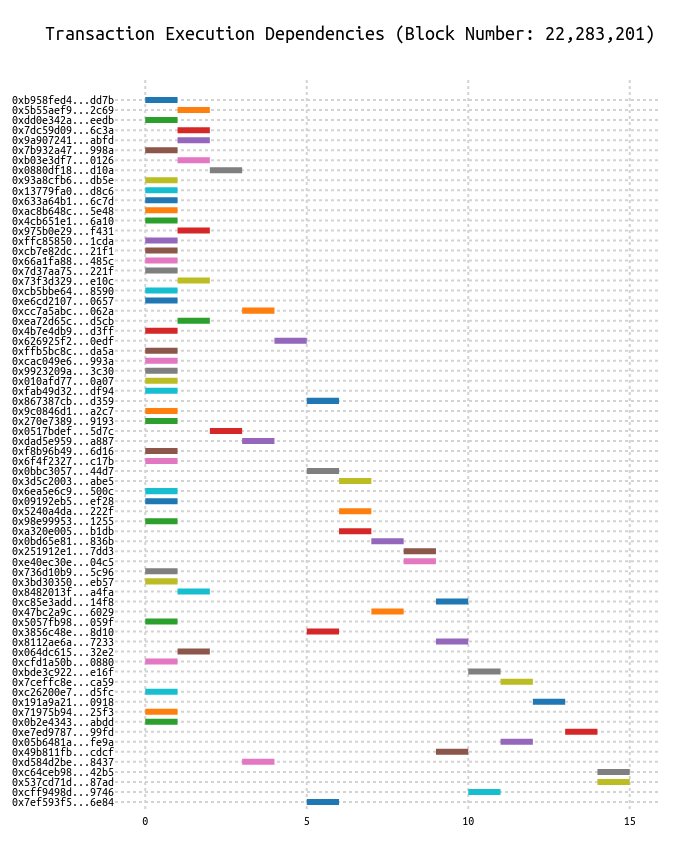 Transaction Execution Dependencies (Block Number: 22,283,201)
0xb958fed4...dd7b
0x5b55aef9...2c69
0xdd0e342a...eedb
0x7dc59d09...6c3a
0x9a907241...abfd
0x7b932a47...998a
0xb03e3df7...0126
0x0880df18...d10a
0x93a8cfb6...db5e
0x13779fa0...d8c6
0x633a64b1...6c7d
0xac8b648c...5e48
0x4cb651e1...6a10
0x975b0e29...f431
0xffc85850...1cda
0xcb7e82dc...21f1
0x66a1fa88...485c
0x7d37aa75...221f
0x73f3d329...e10c
0xcb5bbe64...8590
0xe6cd2107...0657
0xcc7a5abc...062a
0xea72d65c...d5cb
0x4b7e4db9...d3ff
0x626925f2...0edf
0xffb5bc8c...da5a
0xcac049e6...993a
0x9923209a...3c30
0x010afd77...0a07
0xfab49d32...df94
0x867387cb...d359
0x9c0846d1...a2c7
0x270e7389...9193
0x0517bdef...5d7c
0xdad5e959...a887
0xf8b96b49...6d16
0x6f4f2327...c17b
0x0bbc3057...44d7
0x3d5c2003...abe5
0x6ea5e6c9...500c
0x09192eb5...ef28
0x5240a4da...222f
0x98e99953...1255
0xa320e005...b1db
0x0bd65e81...836b
0x251912e1...7dd3
0xe40ec30e...04c5
0x736d10b9...5c96
0x3bd30350...eb57
0x8482013f...a4fa
0xc85e3add...14f8
0x47bc2a9c...6029
0x5057fb98...059f
0x3856c48e...8d10
0x8112ae6a...7233
0x064dc615...32e2
0xcfd1a50b...0880
0xbde3c922...e16f
0x7ceffc8e...ca59
0xc26200e7...d5fc
0x191a9a21...0918
0x71975b94...25f3
0x0b2e4343...abdd
0xe7ed9787...99fd
0x05b6481a...fe9a
0x49b811fb...cdcf
0xd584d2be...8437
0xc64ceb98...42b5
0x537cd71d...87ad
0xcff9498d...9746
0x7ef593f5...6e84
0 5 10 15